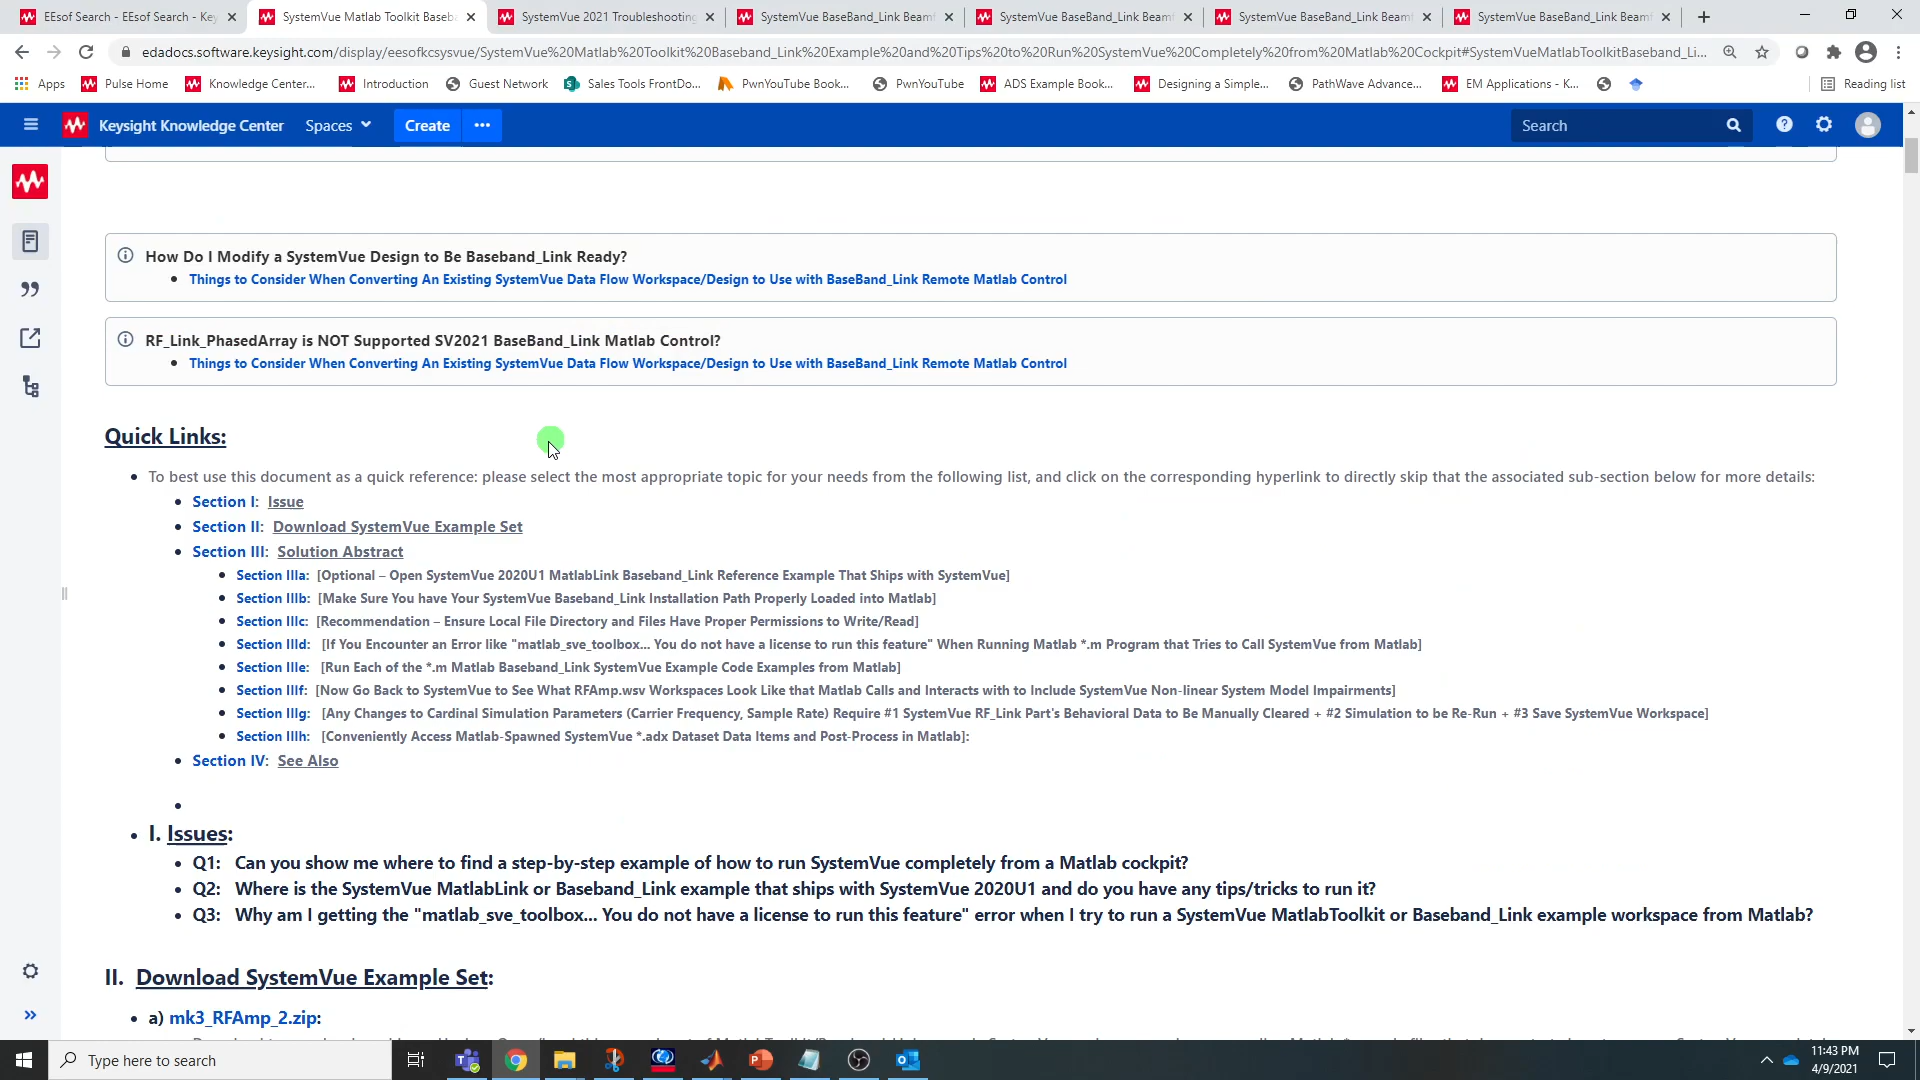 EEsof Search - EEsof Search - Key
SystemVue Matlab Toolkit Baseba
SystemVue 2021 Troubleshooting
SystemVue BaseBand_Link Beamf
SystemVue BaseBand_Link Beamf
SystemVue BaseBand_Link Beamf
SystemVue BaseBand_Link Beamf
edadocs.software.keysight.com/display/eesofkcsysvue/SystemVue%20Matlab%20Toolkit%20Baseband_Link%20Example%20and%20Tips%20to%20Run%20SystemVue%20Completely%20from%20Matlab%20Cockpit#SystemVueMatlabToolkitBaseband_Li...
Apps
Pulse Home
Knowledge Center...
Introduction
Guest Network
Sales Tools FrontDo...
PwnYouTube Book...
PwnYouTube
ADS Example Book...
Designing a Simple...
PathWave Advance...
EM Applications - K...
Reading list
Keysight Knowledge Center
Spaces
Create
Search
How Do I Modify a SystemVue Design to Be Baseband_Link Ready?
Things to Consider When Converting An Existing SystemVue Data Flow Workspace/Design to Use with BaseBand_Link Remote Matlab Control
RF_Link_PhasedArray is NOT Supported SV2021 BaseBand_Link Matlab Control?
Things to Consider When Converting An Existing SystemVue Data Flow Workspace/Design to Use with BaseBand_Link Remote Matlab Control
Quick Links:
To best use this document as a quick reference: please select the most appropriate topic for your needs from the following list, and click on the corresponding hyperlink to directly skip that the associated sub-section below for more details:
Section I: Issue
Section II: Download SystemVue Example Set
Section III: Solution Abstract
Section IIIa: [Optional – Open SystemVue 2020U1 MatlabLink Baseband_Link Reference Example That Ships with SystemVue]
Section IIIb: [Make Sure You have Your SystemVue Baseband_Link Installation Path Properly Loaded into Matlab]
Section IIIc: [Recommendation – Ensure Local File Directory and Files Have Proper Permissions to Write/Read]
Section IIId: [If You Encounter an Error like "matlab_sve_toolbox... You do not have a license to run this feature" When Running Matlab *.m Program that Tries to Call SystemVue from Matlab]
Section IIIe: [Run Each of the *.m Matlab Baseband_Link SystemVue Example Code Examples from Matlab]
Section IIIf: [Now Go Back to SystemVue to See What RFAmp.wsv Workspaces Look Like that Matlab Calls and Interacts with to Include SystemVue Non-linear System Model Impairments]
Section IIIg: [Any Changes to Cardinal Simulation Parameters (Carrier Frequency, Sample Rate) Require #1 SystemVue RF_Link Part's Behavioral Data to Be Manually Cleared + #2 Simulation to be Re-Run + #3 Save SystemVue Workspace]
Section IIIh: [Conveniently Access Matlab-Spawned SystemVue *.adx Dataset Data Items and Post-Process in Matlab]:
Section IV: See Also
I. Issues:
Q1: Can you show me where to find a step-by-step example of how to run SystemVue completely from a Matlab cockpit?
Q2: Where is the SystemVue MatlabLink or Baseband_Link example that ships with SystemVue 2020U1 and do you have any tips/tricks to run it?
Q3: Why am I getting the "matlab_sve_toolbox... You do not have a license to run this feature" error when I try to run a SystemVue MatlabToolkit or Baseband_Link example workspace from Matlab?
II. Download SystemVue Example Set:
a) mk3_RFAmp_2.zip:
Type here to search
11:43 PM
4/9/2021